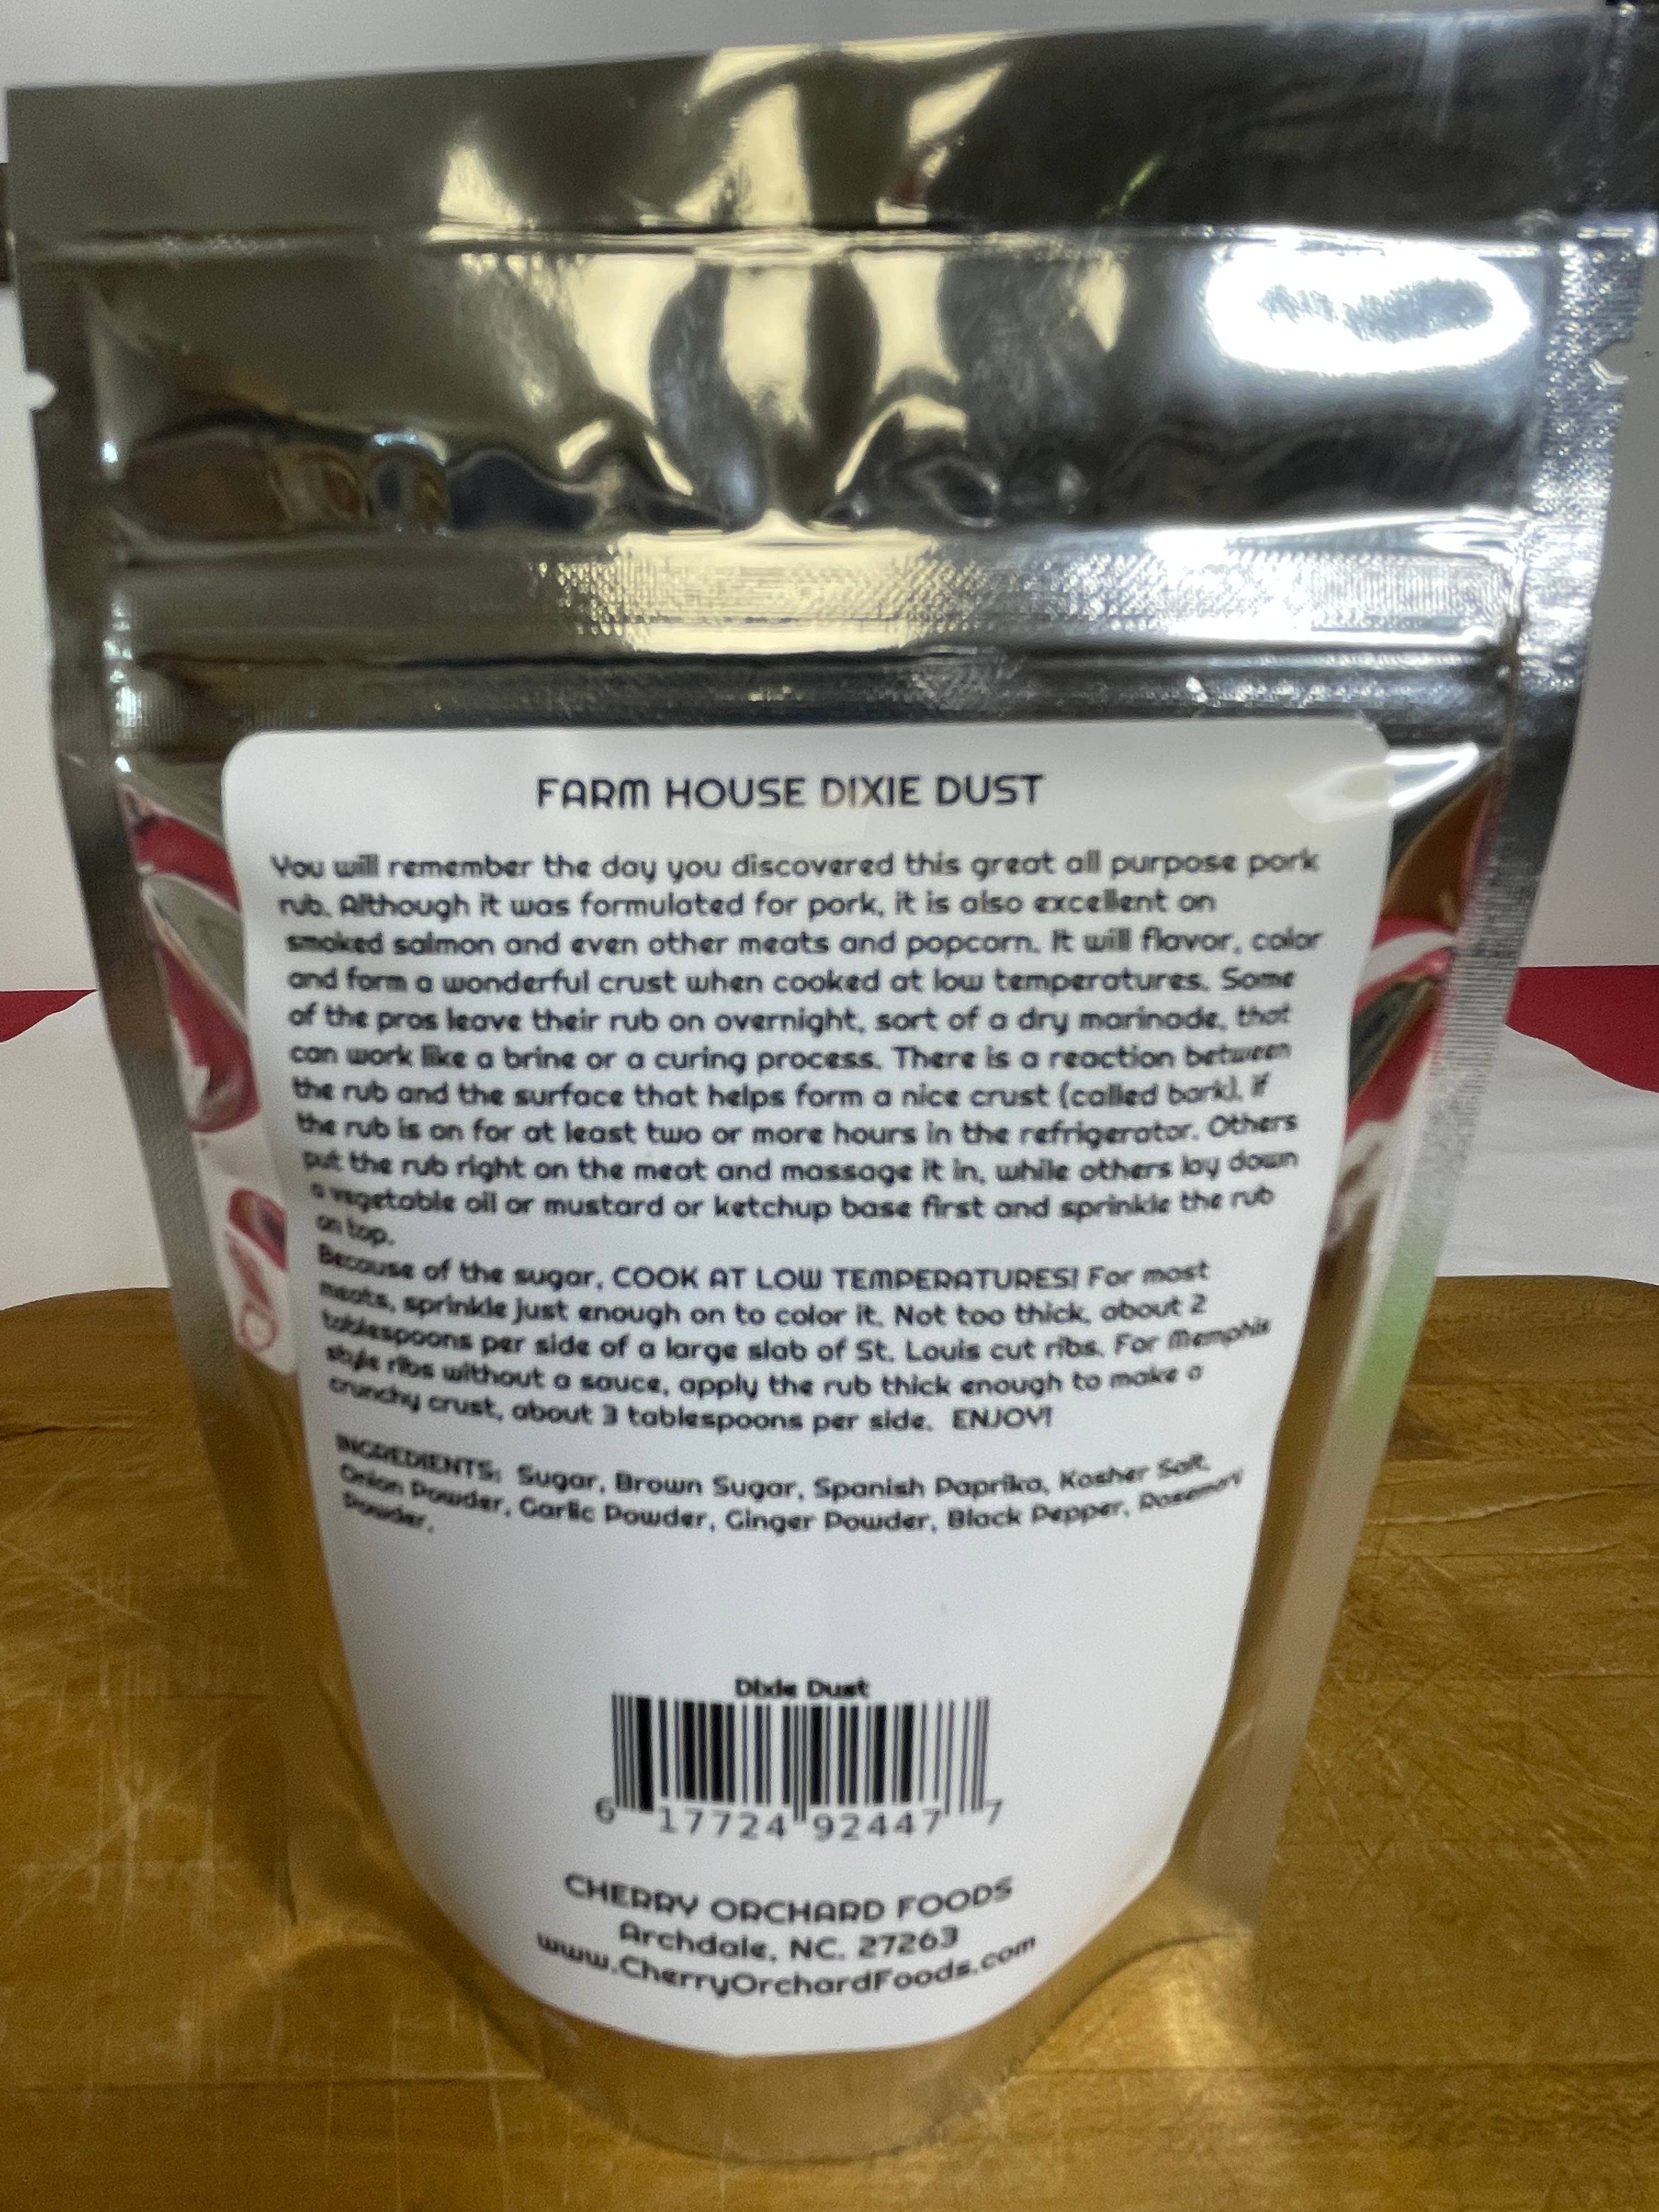 FARM HOUSE DIXIE DUST
You will remember the day you discovered this great all purpose pork
rub. Although it was formulated for pork, it is also excellent on
smoked salmon and even other meats and popcorn. It will flavor, color
and form a wonderful crust when cooked at low temperatures. Some
of the pros leave their rub on overnight, sort of a dry marinade, that
can work like a brine or a curing process. There is a reaction between
the rub and the surface that helps form a nice crust (called bark), if
the rub is on for at least two or more hours in the refrigerator. Others
put the rub right on the meat and massage it in, while others lay down
a vegetable oil or mustard or ketchup base first and sprinkle the rub
on top.
Because of the sugar, COOK AT LOW TEMPERATURES! For most
meats, sprinkle just enough on to color it. Not too thick, about 2
tablespoons per side of a large slab of St. Louis cut ribs. For Memphis
style ribs without a sauce, apply the rub thick enough to make a
crunchy crust, about 3 tablespoons per side. ENJOY!
INGREDIENTS: Sugar, Brown Sugar, Spanish Paprika, Kosher Salt,
Onion Powder, Garlic Powder, Ginger Powder, Black Pepper, Rosemary
Powder.
Dixie Dust
6 17724 92447 7
CHERRY ORCHARD FOODS
Archdale, NC. 27263
www.CherryOrchardFoods.com